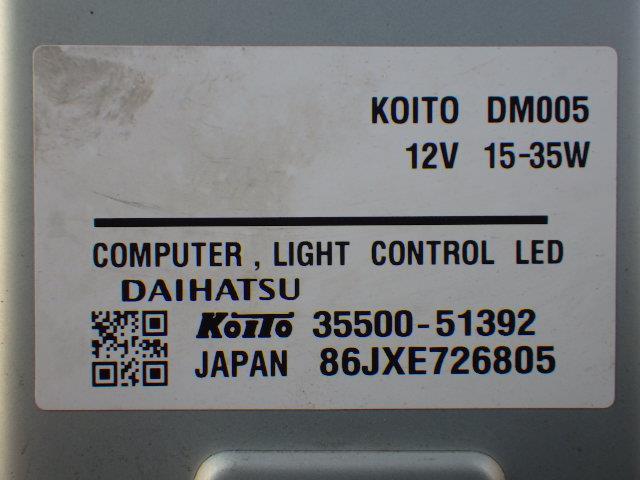 KOITO DM005
12V 15-35W
COMPUTER , LIGHT CONTROL LED
DAIHATSU
KOITO 35500-51392
JAPAN 86JXE726805